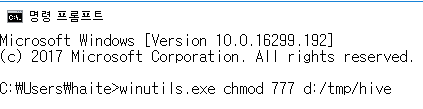 명령 프롬프트
Microsoft Windows [Version 10.0.16299.192]
(c) 2017 Microsoft Corporation. All rights reserved.
C:₩Users₩haite>winutils.exe chmod 777 d:/tmp/hive